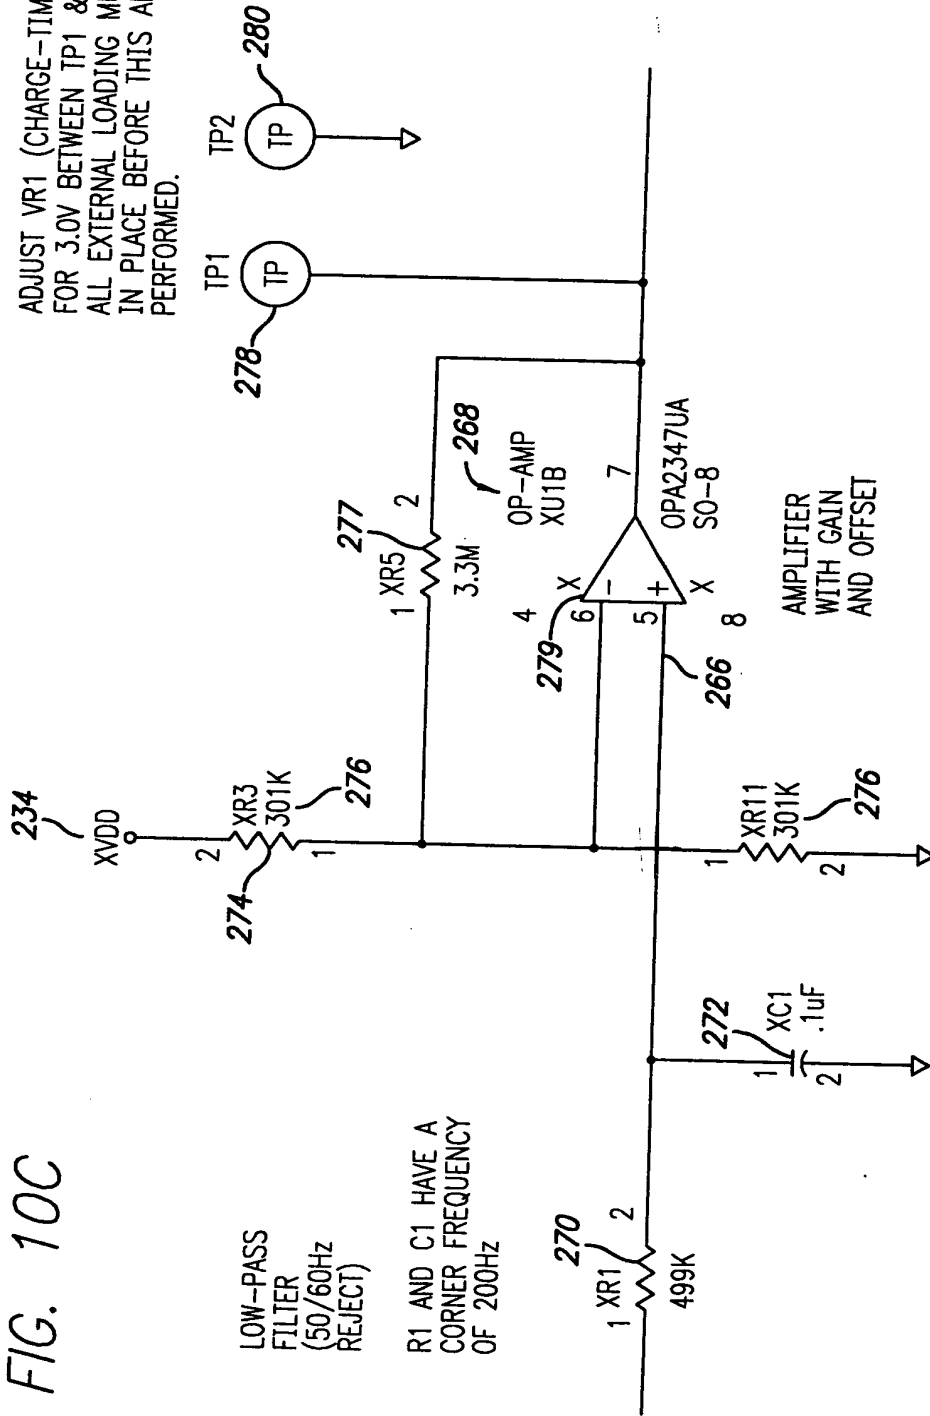 FIG. 10C
LOW-PASS
FILTER
(50/60Hz
REJECT)
R1 AND C1 HAVE A
CORNER FREQUENCY
OF 200Hz
234
XVDD
2
XR3
301K
276
274
1
ADJUST VR1 (CHARGE-TIM
FOR 3.0V BETWEEN TP1 &
ALL EXTERNAL LOADING M
IN PLACE BEFORE THIS A
PERFORMED.
TP1
TP
278
TP2
TP
280
277
1
XR5
2
3.3M
268
OP-AMP
XU1B
279
4
X
6
-
5
+
X
8
7
OPA2347UA
SO-8
266
AMPLIFIER
WITH GAIN
AND OFFSET
270
1
XR1
2
499K
272
1
XC1
.1uF
2
1
XR11
301K
276
2